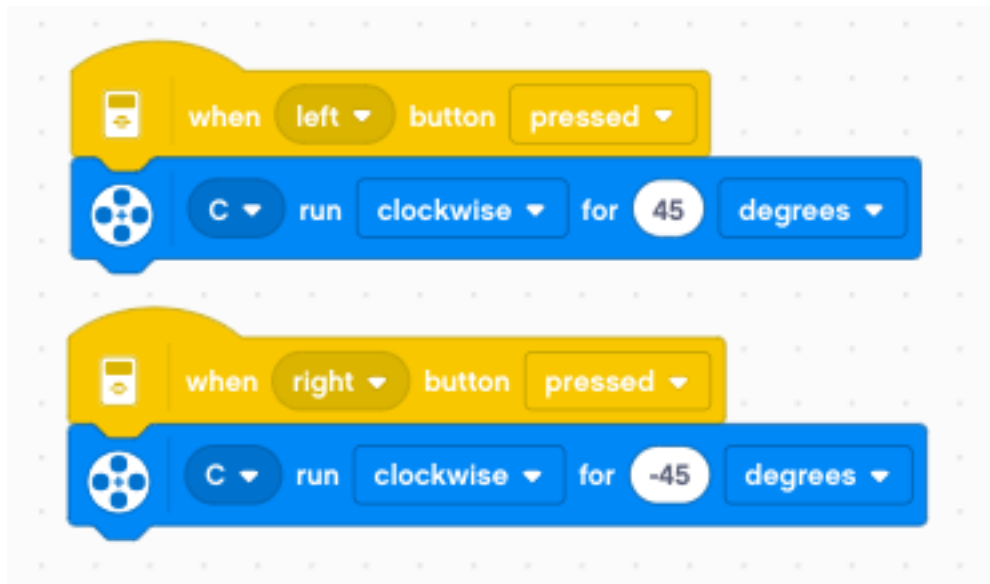 when left button pressed
C run clockwise for 45 degrees
when right button pressed
C run clockwise for -45 degrees